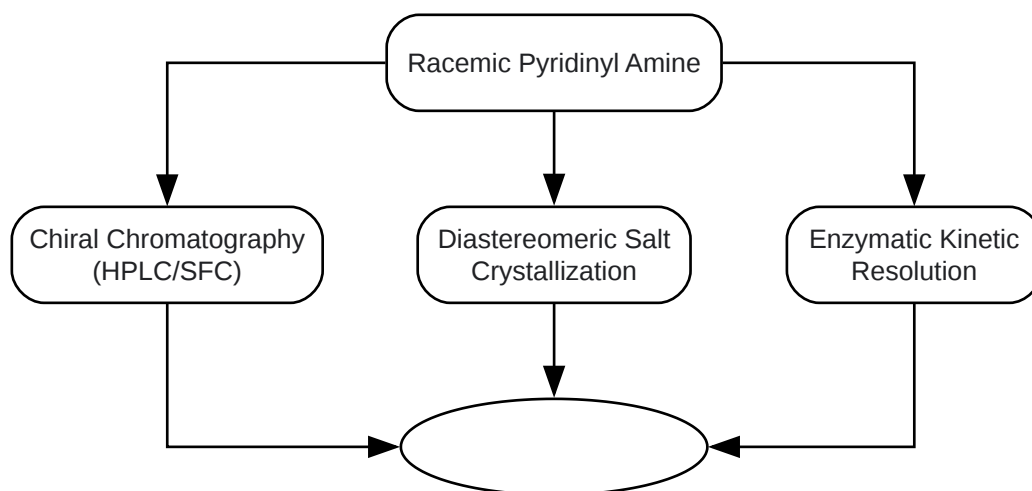 Racemic Pyridinyl Amine
Chiral Chromatography
(HPLC/SFC)
Diastereomeric Salt
Crystallization
Enzymatic Kinetic
Resolution